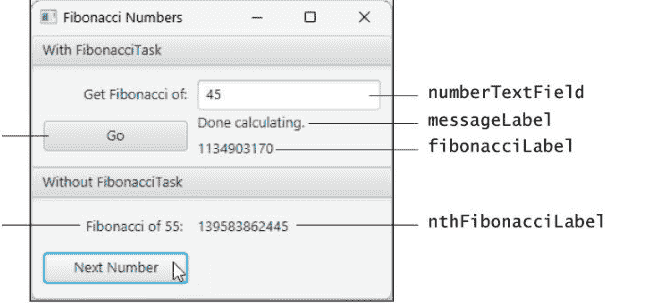 Fibonacci Numbers
With FibonacciTask
Get Fibonacci of: 45 numberTextField
Go Done calculating. messageLabel
1134903170 fibonacciLabel
Without FibonacciTask
Fibonacci of 55: 139583862445 nthFibonacciLabel
Next Number